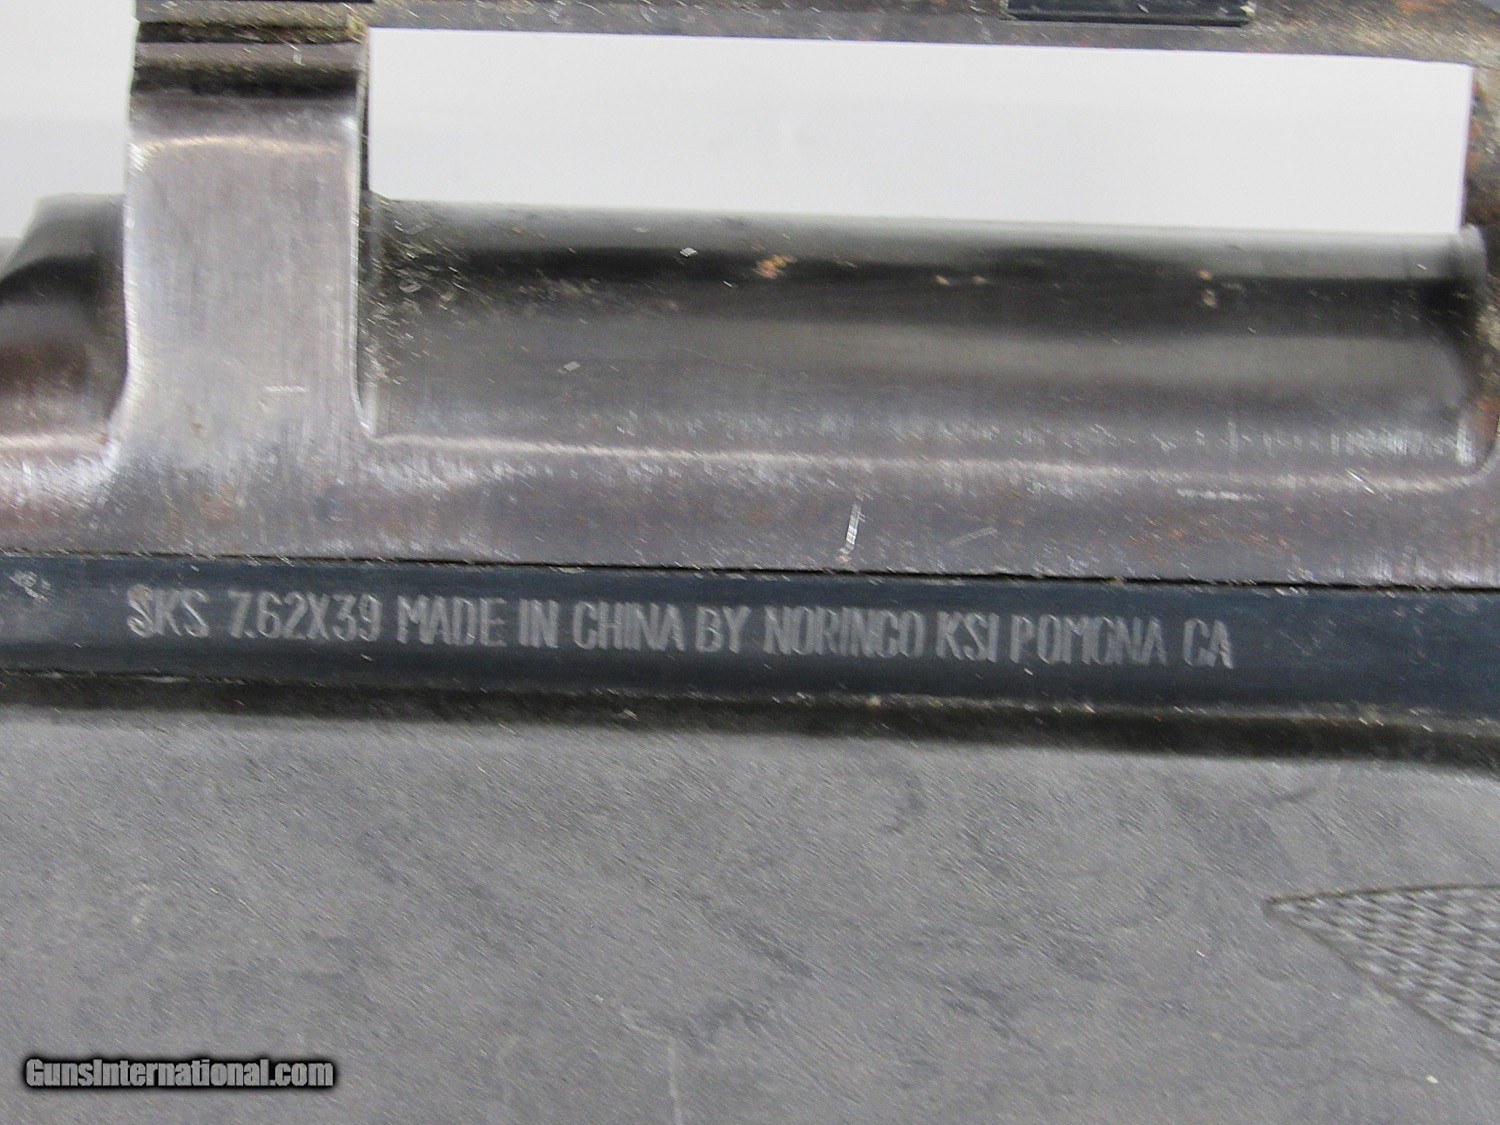 SKS 7.62X39 MADE IN CHINA BY NORINCO KSI POMONA CA
GunsInternational.com